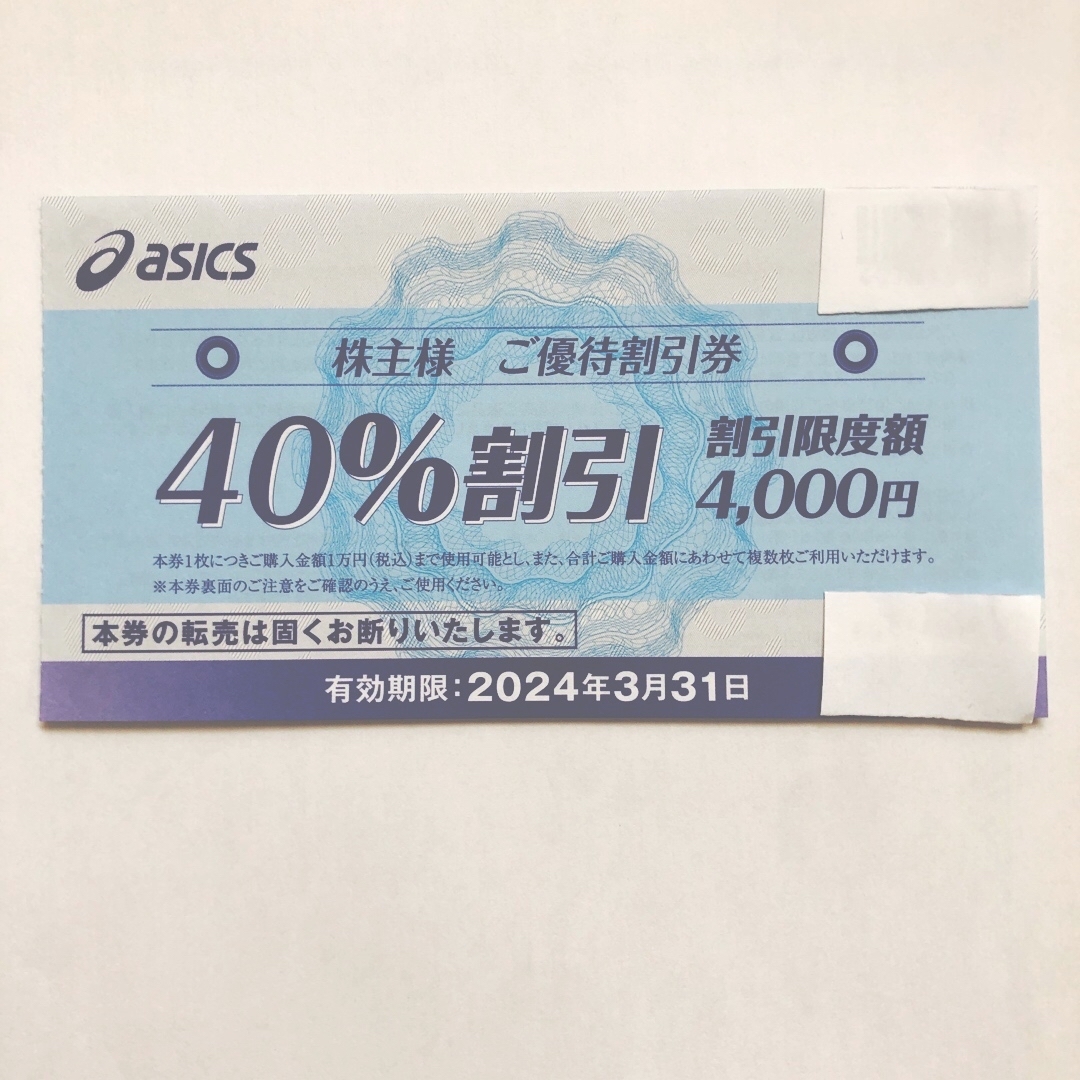 asics
株主様 ご優待割引券
40%割引
割引限度額
4,000円
本券1枚につきご購入金額1万円(税込)まで使用可能とし、また、合計ご購入金額にあわせて複数枚ご利用いただけます。
※本券裏面のご注意をご確認のうえ、ご使用ください。
本券の転売は固くお断りいたします。
有効期限:2024年3月31日